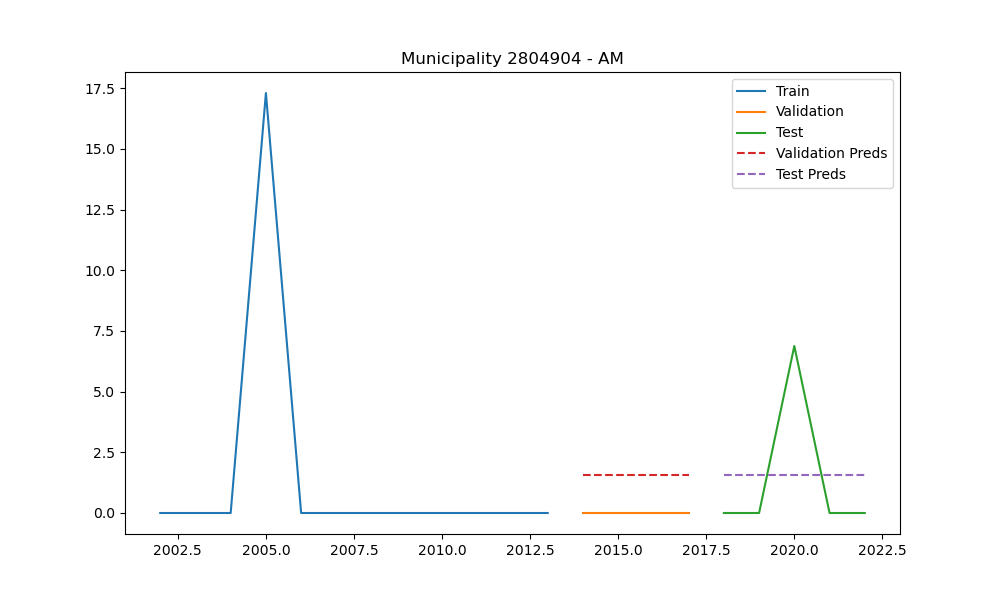 Municipality 2804904 - AM
17.5
15.0
12.5
10.0
7.5
5.0
2.5
0.0
2002.5 2005.0 2007.5 2010.0 2012.5 2015.0 2017.5 2020.0 2022.5
Train
Validation
Test
Validation Preds
Test Preds